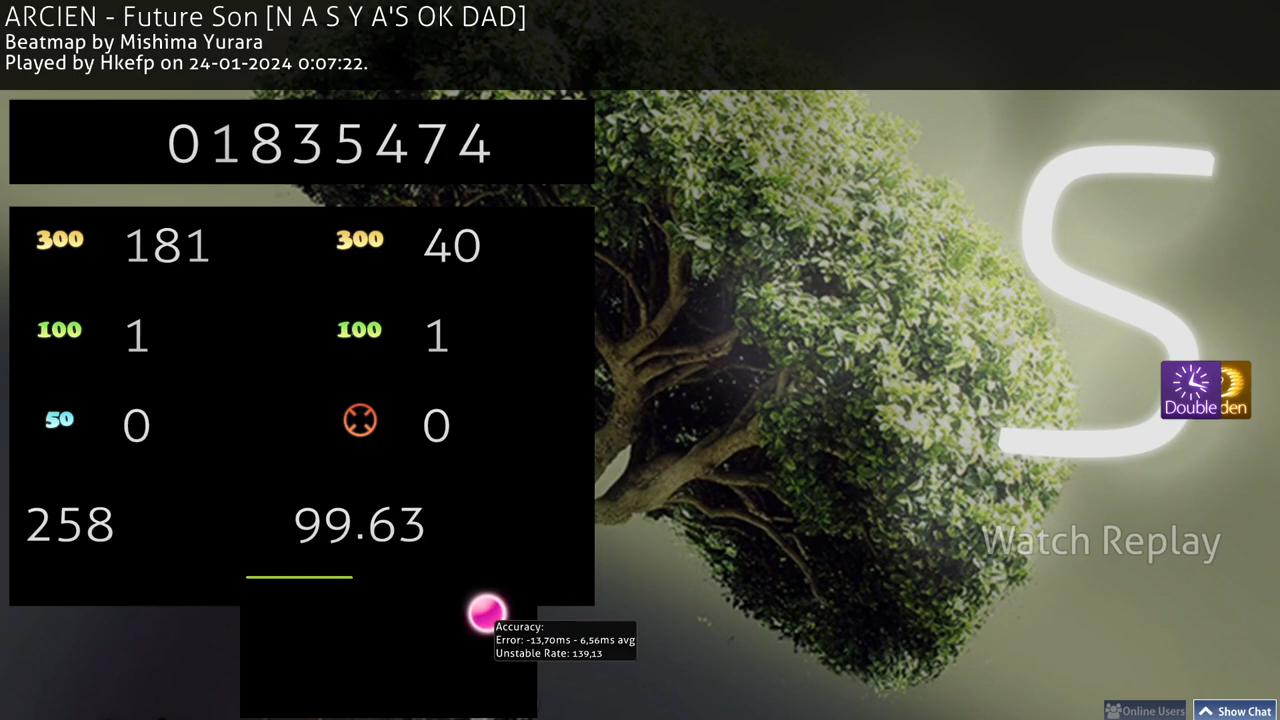 ARCIEN - Future Son [N A S Y A'S OK DAD]
Beatmap by Mishima Yurara
Played by Hkefp on 24-01-2024 0:07:22.
01835474
300 181 300 40
100 1 100 1
50 0 0
Double den
258 99.63
Watch Replay
Accuracy:
Error: -13,70ms - 6,56ms avg
Unstable Rate: 139,13
Online Users Show Chat